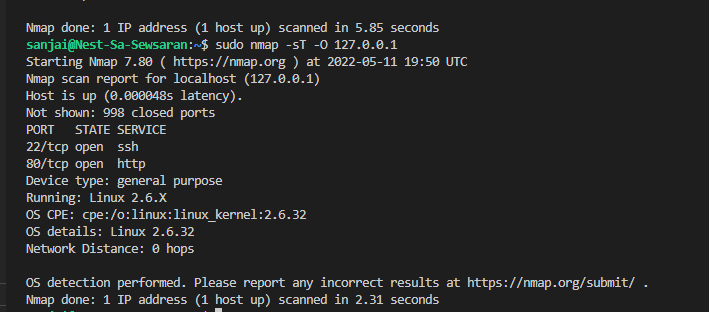 Nmap done: 1 IP address (1 host up) scanned in 5.85 seconds
sanjai@Nest-Sa-Sewsaran:~$ sudo nmap -sT -O 127.0.0.1
Starting Nmap 7.80 ( https://nmap.org ) at 2022-05-11 19:50 UTC
Nmap scan report for localhost (127.0.0.1)
Host is up (0.000048s latency).
Not shown: 998 closed ports
PORT   STATE SERVICE
22/tcp open  ssh
80/tcp open  http
Device type: general purpose
Running: Linux 2.6.X
OS CPE: cpe:/o:linux:linux_kernel:2.6.32
OS details: Linux 2.6.32
Network Distance: 0 hops
OS detection performed. Please report any incorrect results at https://nmap.org/submit/ .
Nmap done: 1 IP address (1 host up) scanned in 2.31 seconds